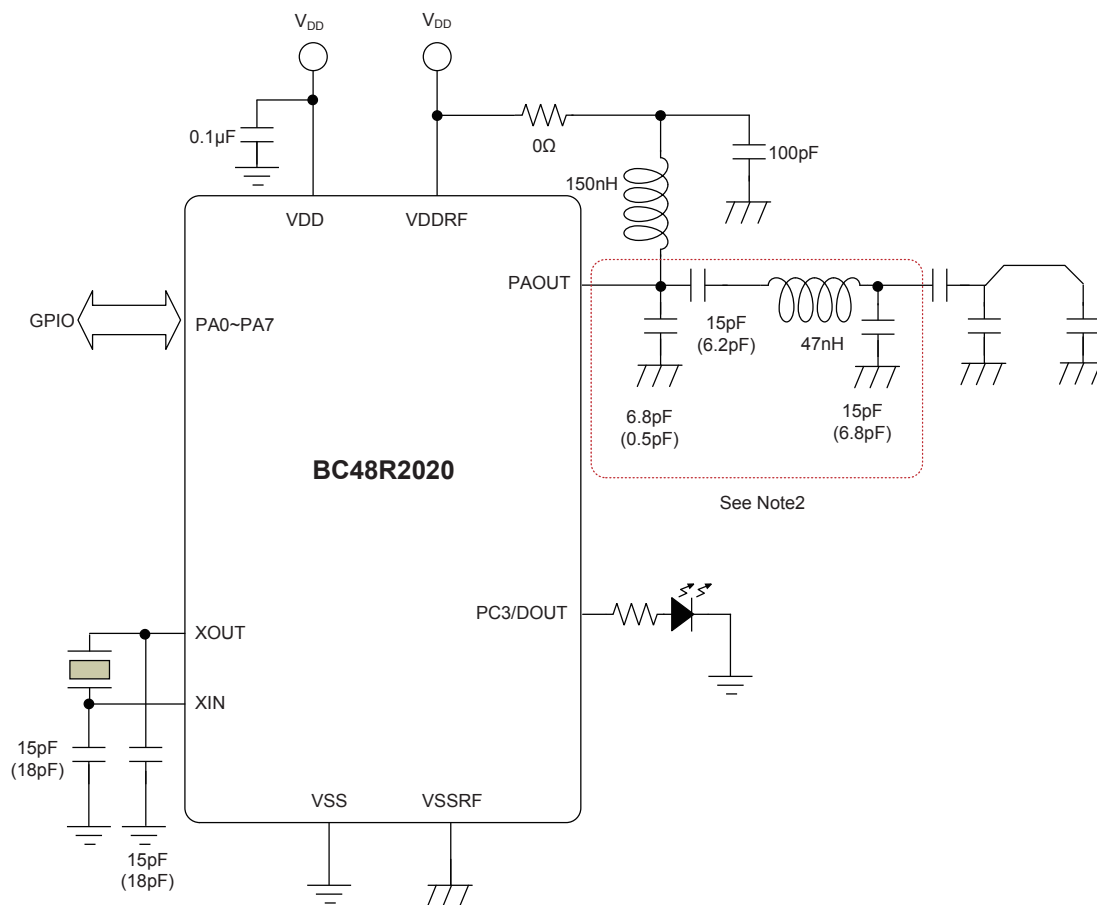 VDD
VDD
0.1µF
0Ω
100pF
150nH
VDD
VDDRF
PAOUT
GPIO
PA0~PA7
15pF
(6.2pF)
47nH
6.8pF
(0.5pF)
15pF
(6.8pF)
BC48R2020
See Note2
PC3/DOUT
XOUT
XIN
15pF
(18pF)
VSS
VSSRF
15pF
(18pF)